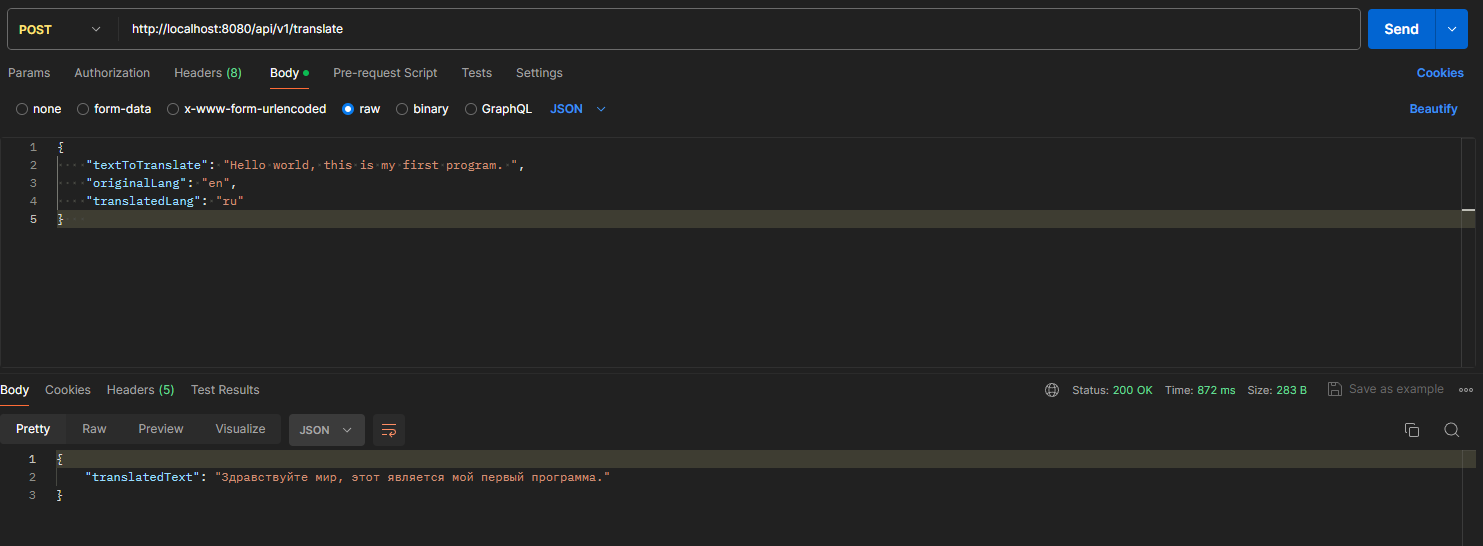 POST http://localhost:8080/api/v1/translate Send
Params Authorization Headers (8) Body Pre-request Script Tests Settings Cookies
none form-data x-www-form-urlencoded raw binary GraphQL JSON Beautify
1 {
2 "textToTranslate": "Hello world, this is my first program. ",
3 "originalLang": "en",
4 "translatedLang": "ru"
5 }
Body Cookies Headers (5) Test Results Status: 200 OK Time: 872 ms Size: 283 B Save as example
Pretty Raw Preview Visualize JSON
1 {
2 "translatedText": "Здравствуйте мир, этот является мой первый программа."
3 }